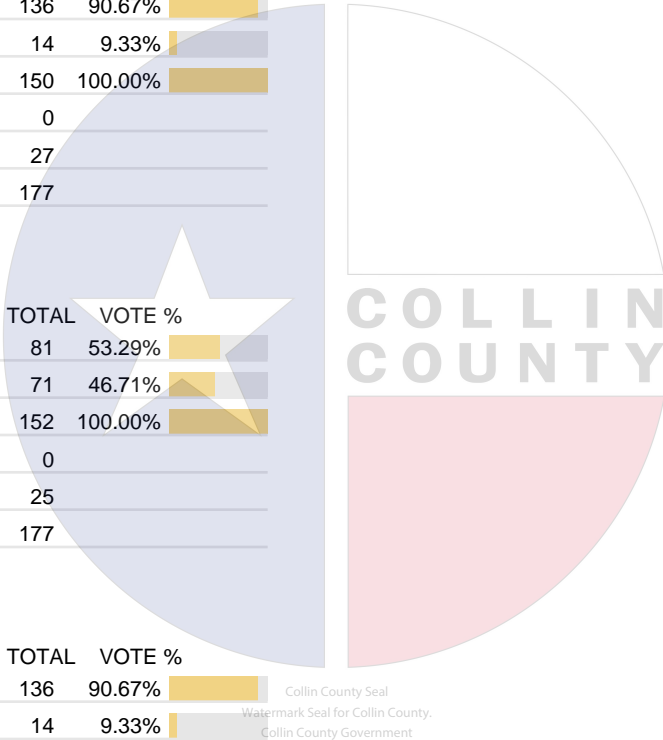 136 90.67%
14 9.33%
150 100.00%
0
27
177
TOTAL VOTE %
81 53.29%
71 46.71%
152 100.00%
0
25
177
COLLIN
COUNTY
TOTAL VOTE %
136 90.67%
14 9.33%
Collin County Seal
Watermark Seal for Collin County.
Collin County Government